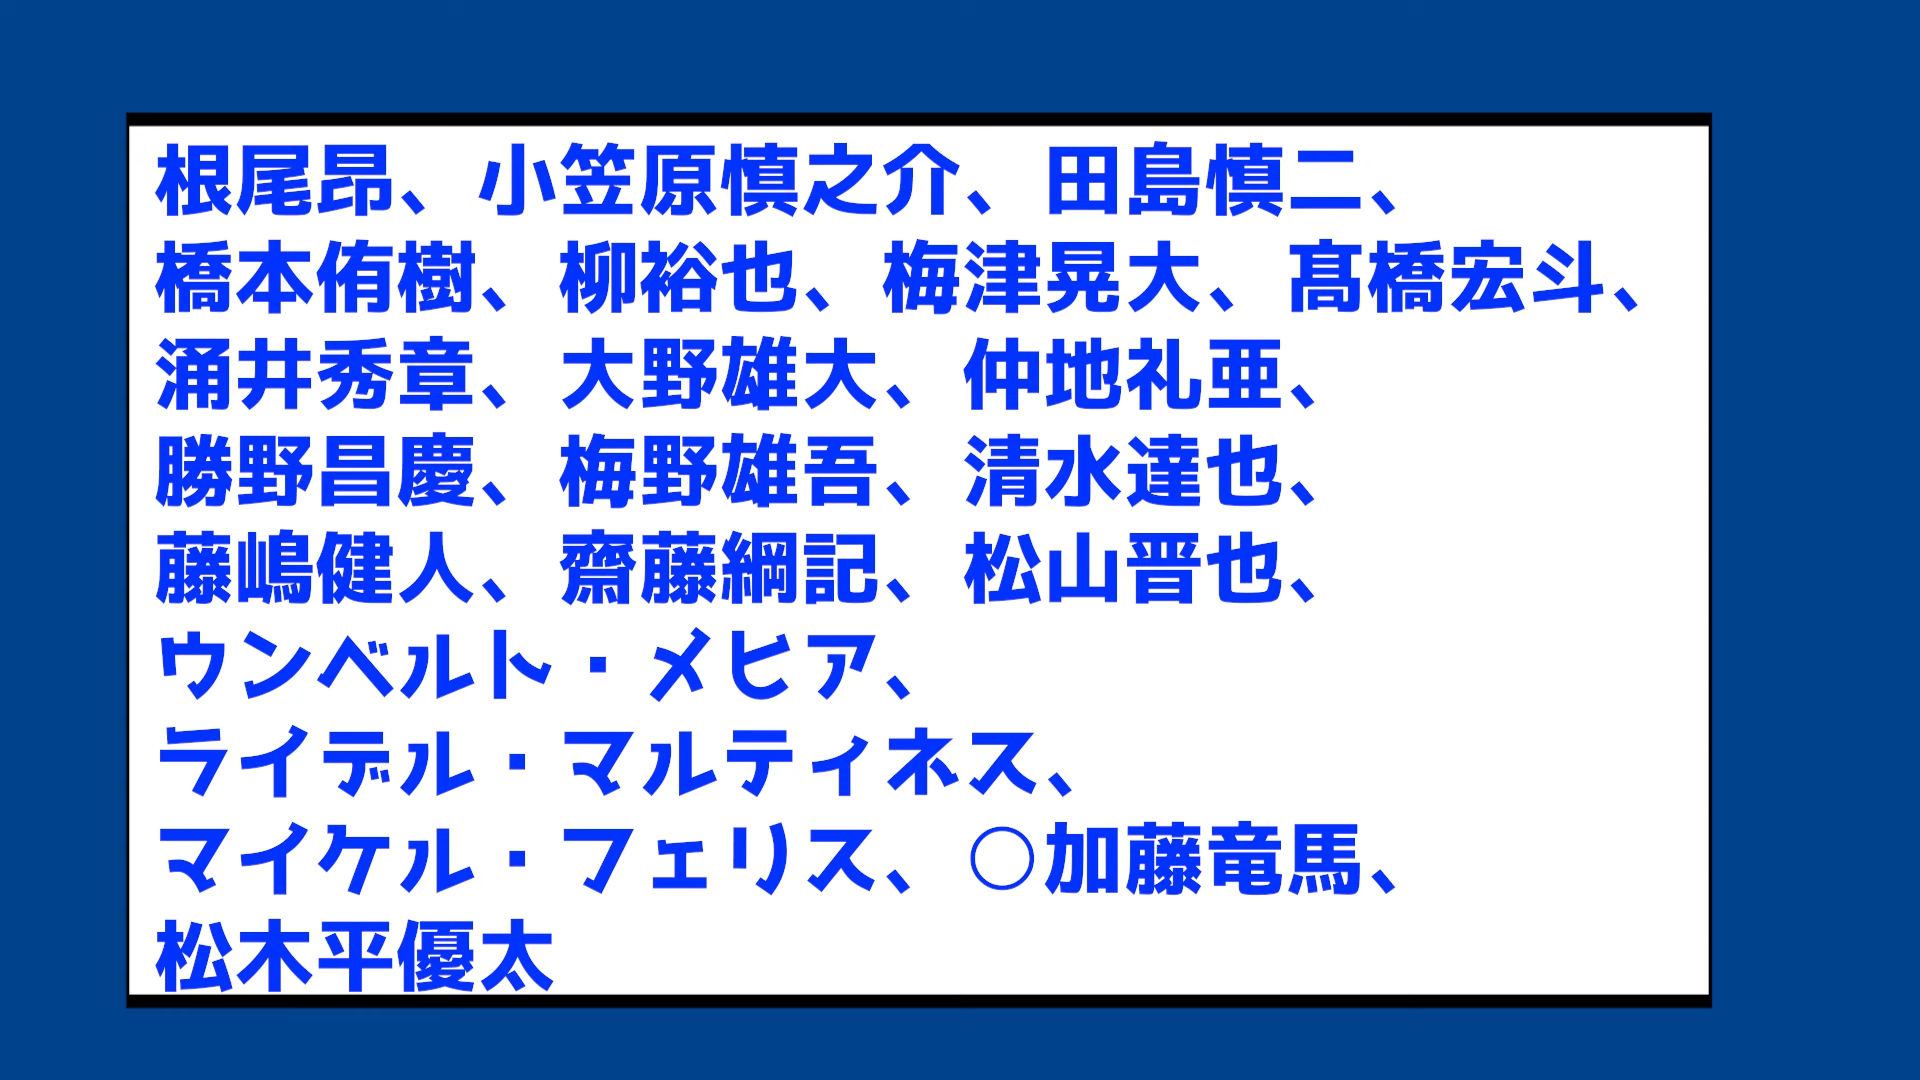 根尾昂、小笠原慎之介、田島慎二、
橋本侑樹、柳裕也、梅津晃大、髙橋宏斗、
涌井秀章、大野雄大、仲地礼亜、
勝野昌慶、梅野雄吾、清水達也、
藤嶋健人、齋藤綱記、松山晋也、
ウンベルト・メヒア、
ライデル・マルティネス、
マイケル・フェリス、○加藤竜馬、
松木平優太